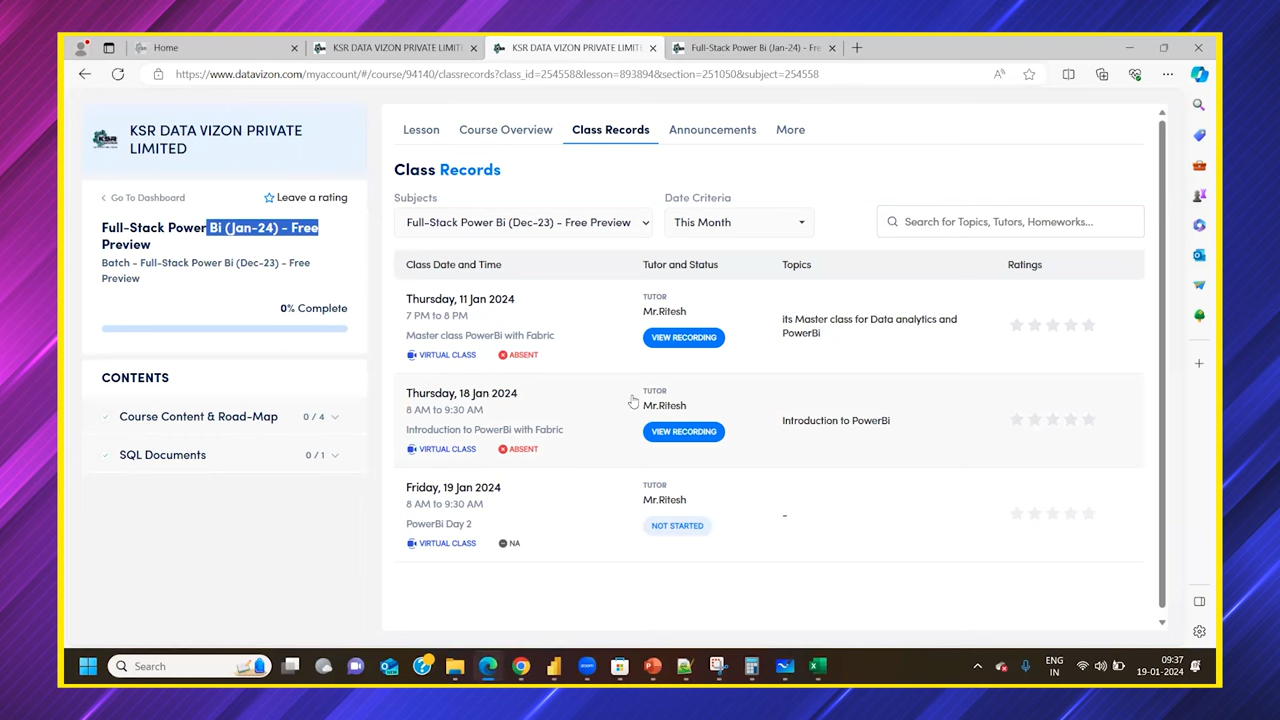 Home
KSR DATA VIZON PRIVATE LIMITE
KSR DATA VIZON PRIVATE LIMIT
Full-Stack Power Bi (Jan-24) - Fre
https://www.datavizon.com/myaccount/#/course/94140/classrecords?class_id=254558&lesson=893894&section=251050&subject=254558
KSR DATA VIZON PRIVATE
LIMITED
Go To Dashboard
Leave a rating
Full-Stack Power Bi (Jan-24) - Free
Preview
Batch - Full-Stack Power Bi (Dec-23) - Free
Preview
0% Complete
CONTENTS
Course Content & Road-Map 0 / 4
SQL Documents 0 / 1
Lesson Course Overview Class Records Announcements More
Class Records
Subjects Date Criteria
Full-Stack Power Bi (Dec-23) - Free Preview This Month Search for Topics, Tutors, Homeworks...
Class Date and Time Tutor and Status Topics Ratings
Thursday, 11 Jan 2024
7 PM to 8 PM
Master class PowerBi with Fabric
VIRTUAL CLASS ABSENT
TUTOR
Mr.Ritesh
VIEW RECORDING
its Master class for Data analytics and
PowerBi
Thursday, 18 Jan 2024
8 AM to 9:30 AM
Introduction to PowerBi with Fabric
VIRTUAL CLASS ABSENT
TUTOR
Mr.Ritesh
VIEW RECORDING
Introduction to PowerBi
Friday, 19 Jan 2024
8 AM to 9:30 AM
PowerBi Day 2
VIRTUAL CLASS NA
TUTOR
Mr.Ritesh
NOT STARTED
-
Search
ENG
IN
09:37
19-01-2024